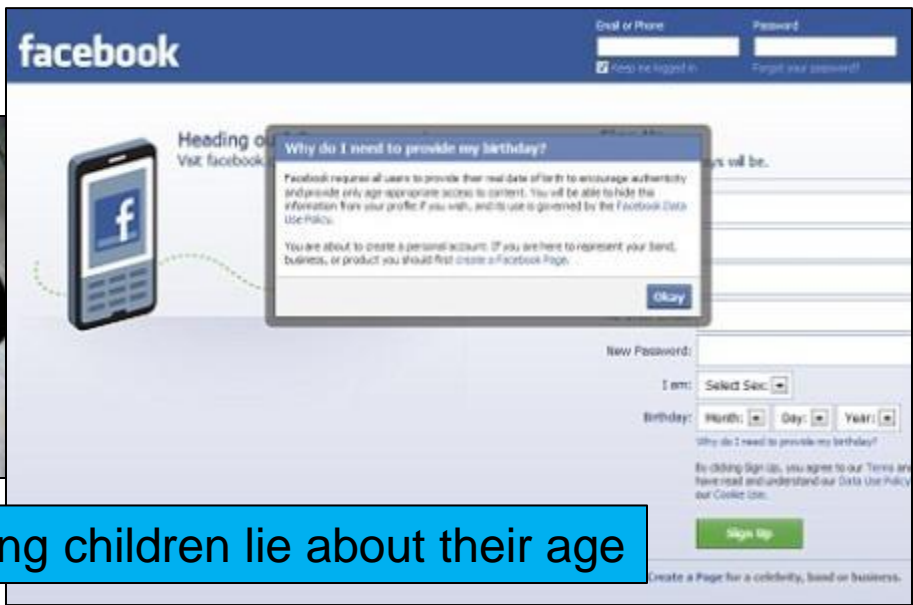 Email or Phone
Password
facebook
Keep me logged in
Forgot your password?
Heading
Visit facebook
Why do I need to provide my birthday?
will be.
Facebook requires all users to provide their real date of birth to encourage authenticity
and provide only age appropriate access to content. You will be able to hide this
information from your profile if you wish, and its use is governed by the Facebook Data
Use Policy.
You are about to create a personal account. If you are here to represent your band,
business, or product you should first create a Facebook Page.
Okay
New Password:
I am:
Select Sex:
Birthday:
Month:
Day:
Year:
Why do I need to provide my birthday?
By clicking Sign Up, you agree to our Terms and
have read and understand our Data Use Policy
our Cookie Use.
Sign Up
ng children lie about their age
Create a Page for a celebrity, band or business.